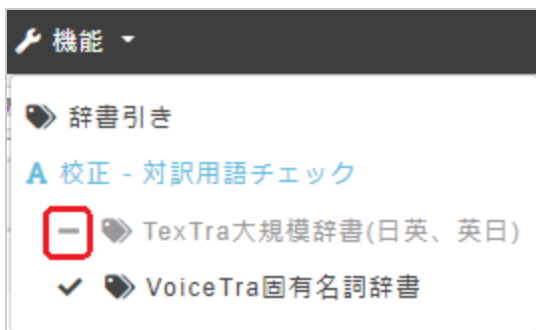 機能
辞書引き
A 校正 - 対訳用語チェック
TexTra大規模辞書(日英、英日)
VoiceTra固有名詞辞書